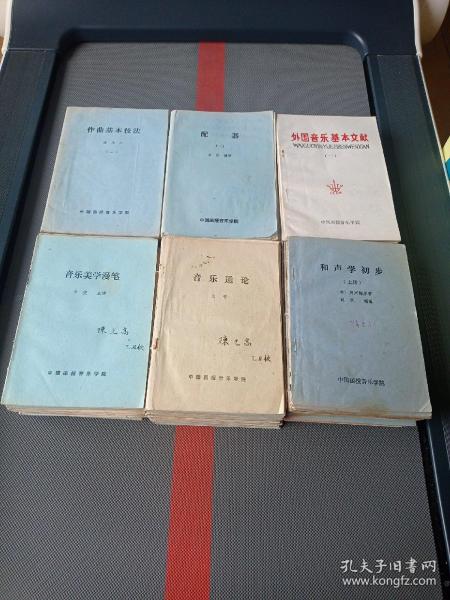 作曲基本技法
中国函授音乐学院
配 器
(一)
中国函授音乐学院
外国音乐基本文献
WAIGUOYINYUEJIBENWENXIAN
(一)
中国函授音乐学院
音乐美学漫笔
中国函授音乐学院
音乐通论
中国函授音乐学院
和声学初步
(上册)
中国函授音乐学院
孔夫子旧书网
www.kongfz.com